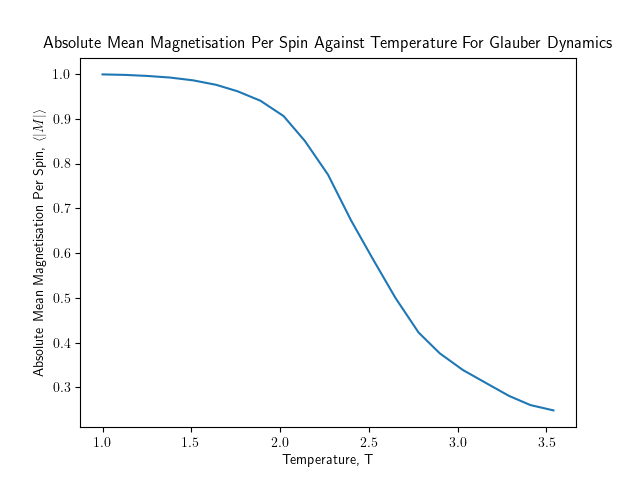 Absolute Mean Magnetisation Per Spin Against Temperature For Glauber Dynamics
Absolute Mean Magnetisation Per Spin, ⟨|M|⟩
1.0
0.9
0.8
0.7
0.6
0.5
0.4
0.3
1.0 1.5 2.0 2.5 3.0 3.5
Temperature, T